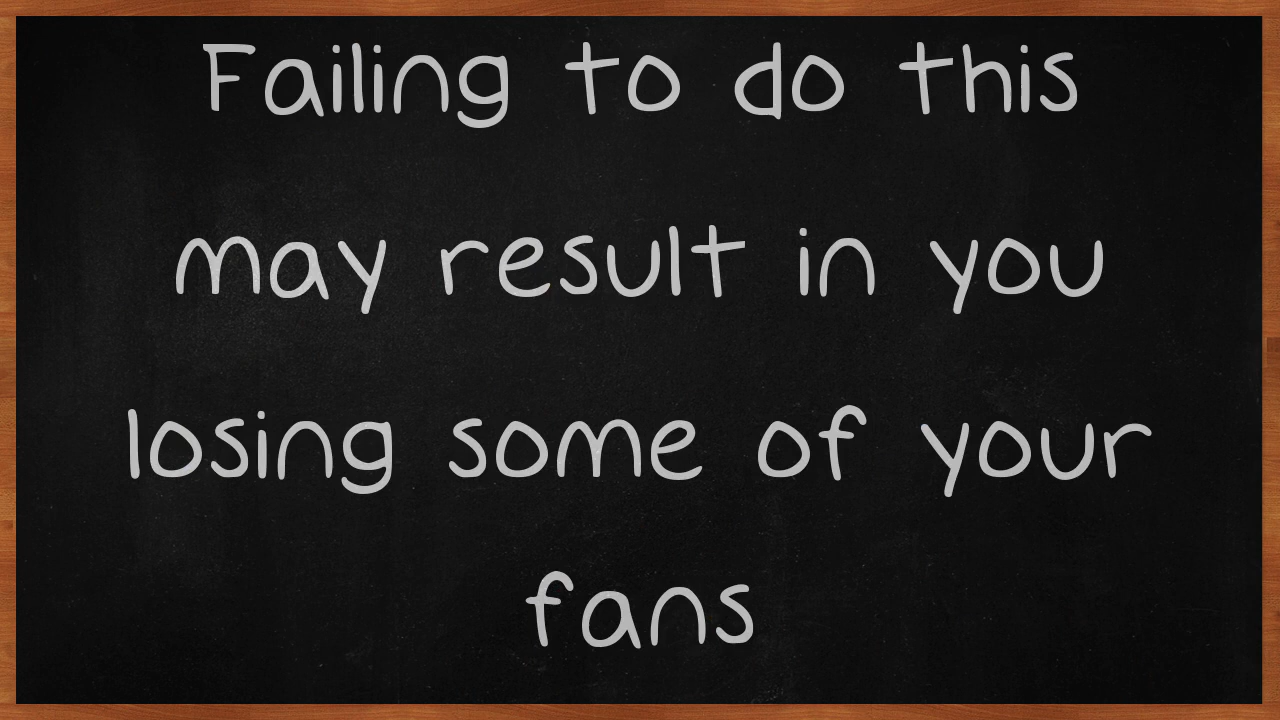 Failing to do this
may result in you
losing some of your
fans